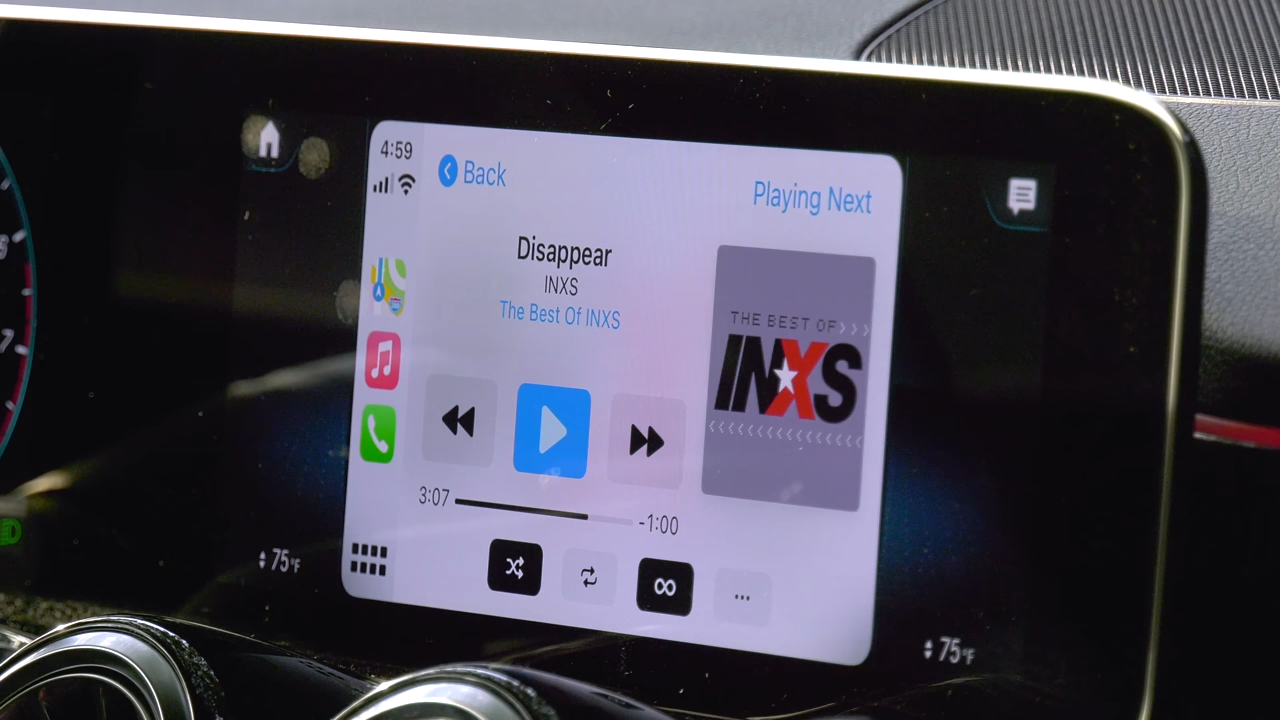 4:59
Back
Playing Next
Disappear
INXS
The Best Of INXS
THE BEST OF>>>
INXS
<<<<<<<<<<<<<<<
3:07
-1:00
75°F
75°F
7